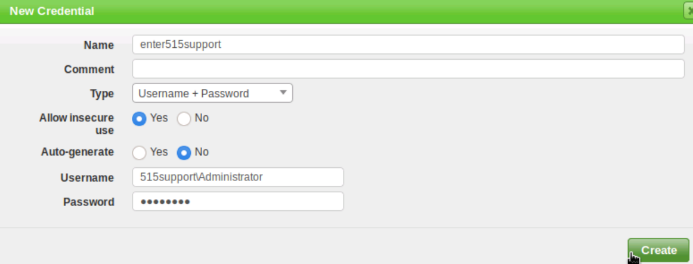 New Credential
Name enter515support
Comment
Type Username + Password
Allow insecure use Yes No
Auto-generate Yes No
Username 515support\Administrator
Password ••••••••
Create